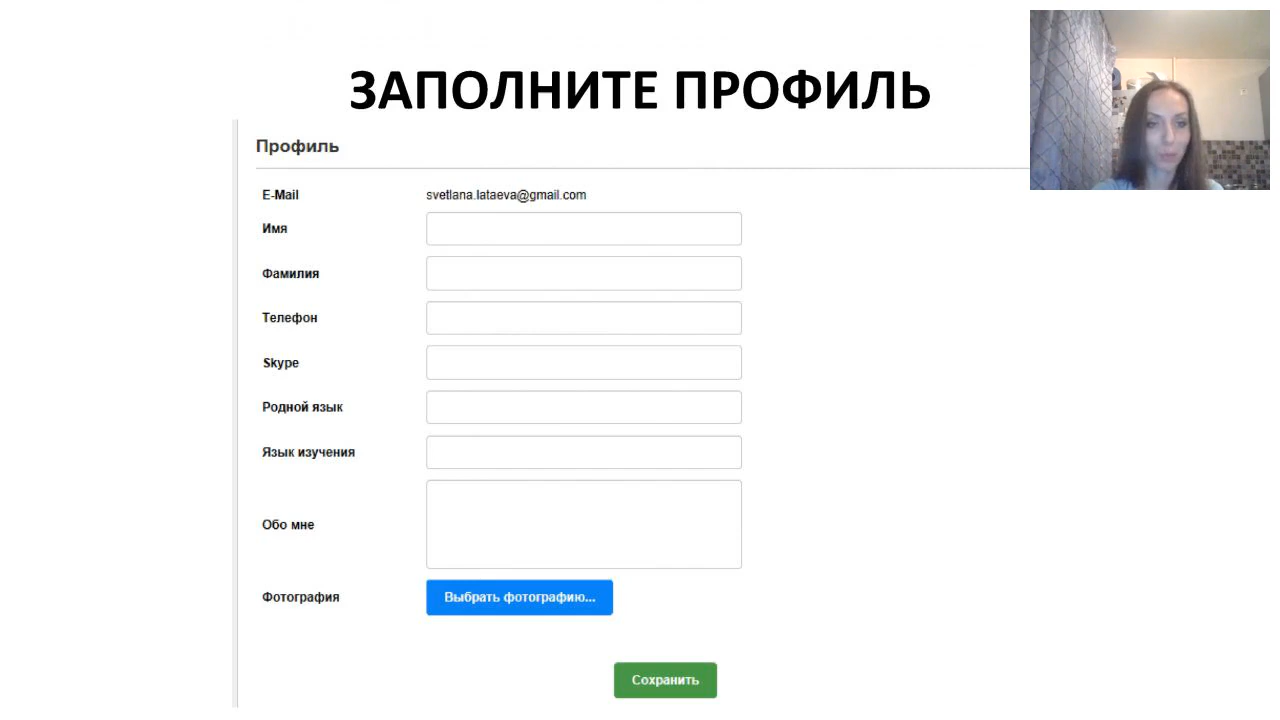 ЗАПОЛНИТЕ ПРОФИЛЬ
Профиль
E-Mail svetlana.lataeva@gmail.com
Имя
Фамилия
Телефон
Skype
Родной язык
Язык изучения
Обо мне
Фотография Выбрать фотографию...
Сохранить